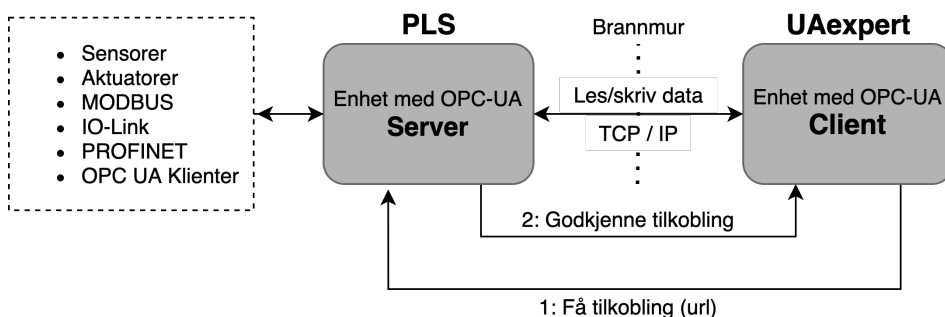 PLS
Brannmur
UAexpert
• Sensorer
• Aktuatorer
• MODBUS
• IO-Link
• PROFINET
• OPC UA Klienter
Enhet med OPC-UA
Server
Les/skriv data
TCP / IP
Enhet med OPC-UA
Client
2: Godkjenne tilkobling
1: Få tilkobling (url)